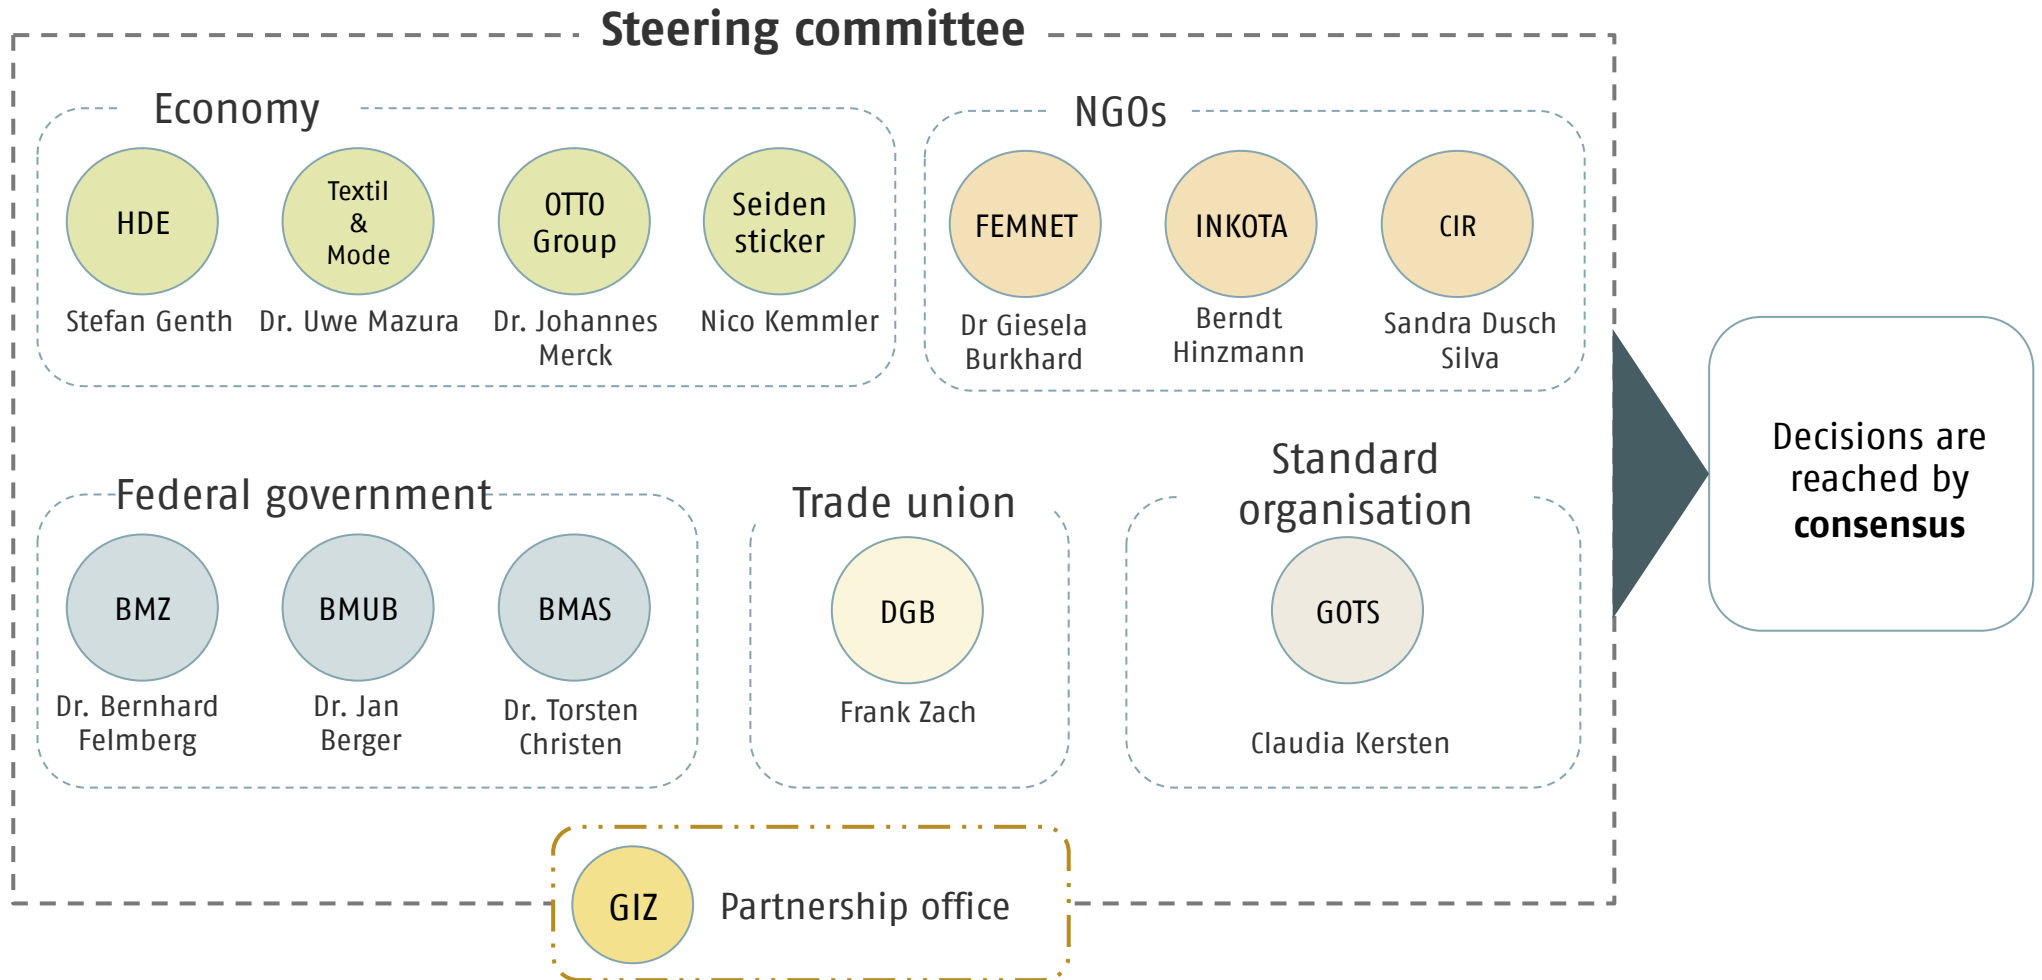 Steering committee
Economy
HDE
Stefan Genth
Textil
&
Mode
Dr. Uwe Mazura
OTTO
Group
Dr. Johannes
Merck
Seiden
sticker
Nico Kemmler
NGOs
FEMNET
Dr Giesela
Burkhard
INKOTA
Berndt
Hinzmann
CIR
Sandra Dusch
Silva
Federal government
BMZ
Dr. Bernhard
Felmberg
BMUB
Dr. Jan
Berger
BMAS
Dr. Torsten
Christen
Trade union
DGB
Frank Zach
Standard
organisation
GOTS
Claudia Kersten
GIZ
Partnership office
Decisions are
reached by
consensus